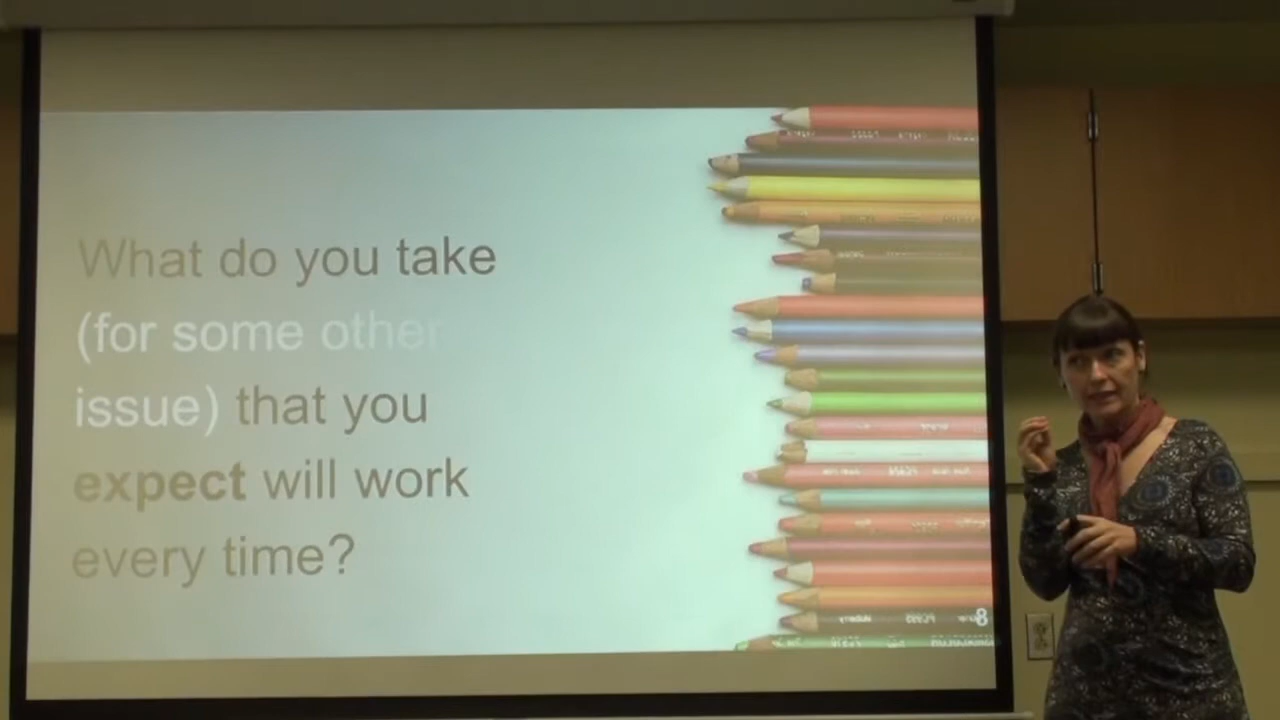 What do you take
(for some other
issue) that you
expect will work
every time?
8